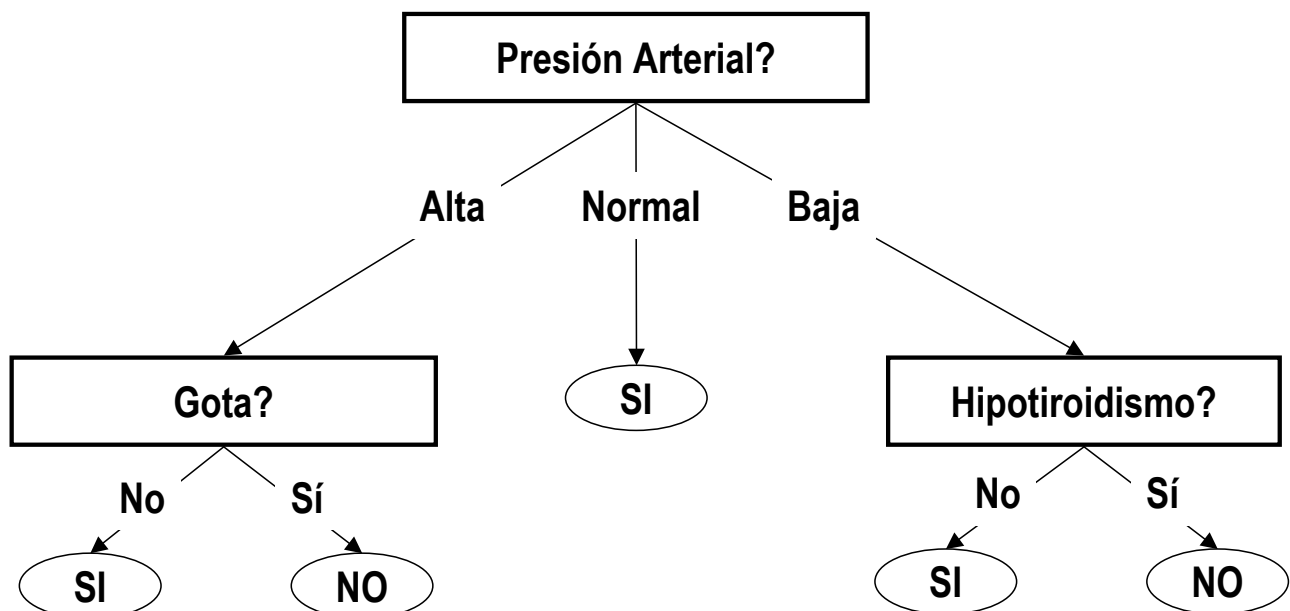 Presión Arterial?
Alta
Normal
Baja
Gota?
SI
Hipotiroidismo?
No
Sí
No
Sí
SI
NO
SI
NO